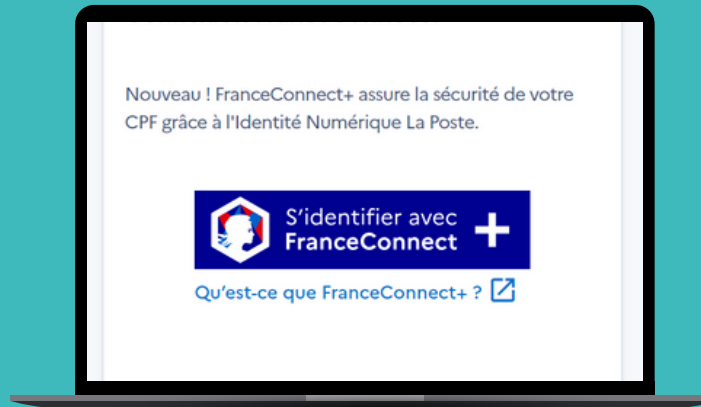 Nouveau ! FranceConnect+ assure la sécurité de votre
CPF grâce à l'Identité Numérique La Poste.
S'identifier avec
FranceConnect +
Qu'est-ce que FranceConnect+ ?